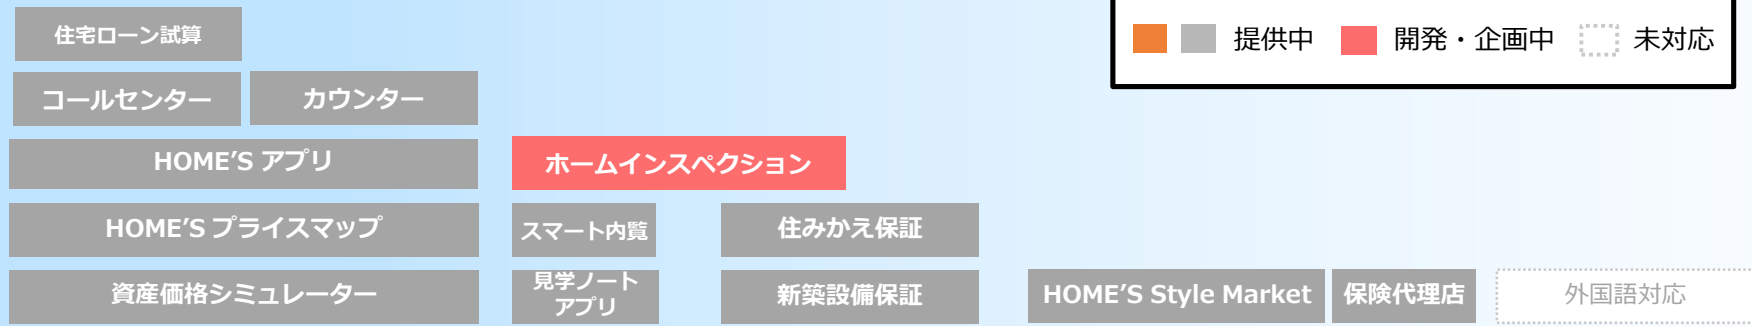 住宅ローン試算
提供中 開発・企画中 未対応
コールセンター カウンター
HOME'S アプリ
ホームインスペクション
HOME'S プライスマップ
スマート内覧
住みかえ保証
資産価格シミュレーター
見学ノート
アプリ
新築設備保証
HOME'S Style Market
保険代理店
外国語対応